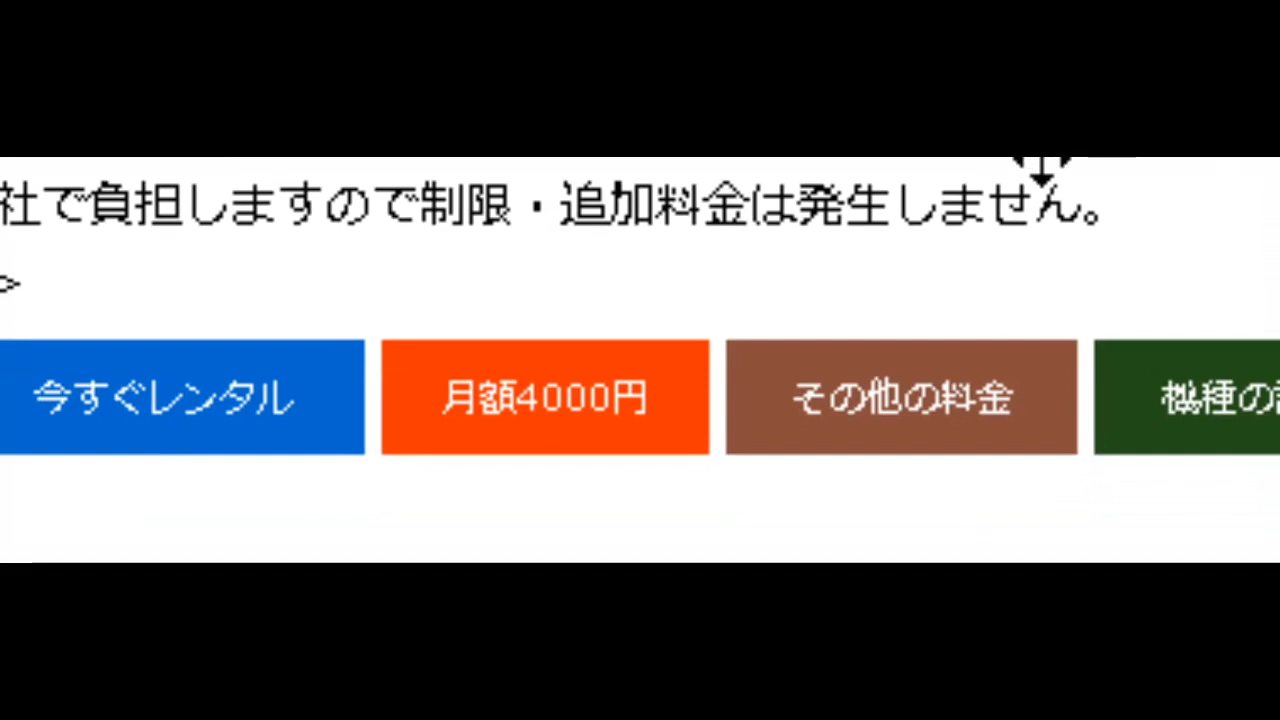 社で負担しますので制限・追加料金は発生しません。
>
今すぐレンタル 月額4000円 その他の料金 機種の